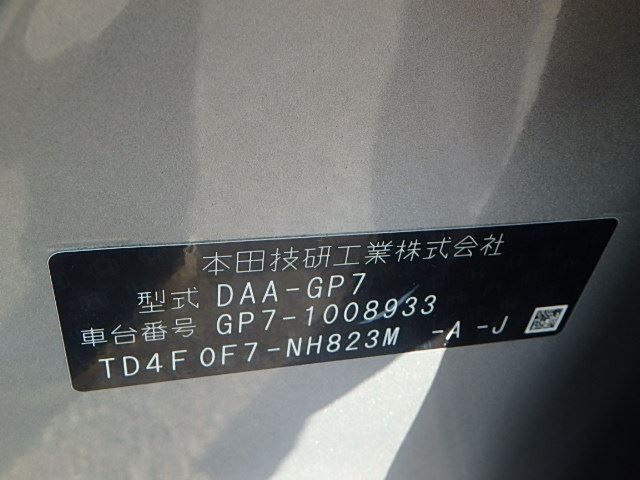 本田技研工業株式会社
型式 DAA-GP7
車台番号 GP7-1008933
TD4F 0F7-NH823M -A -J